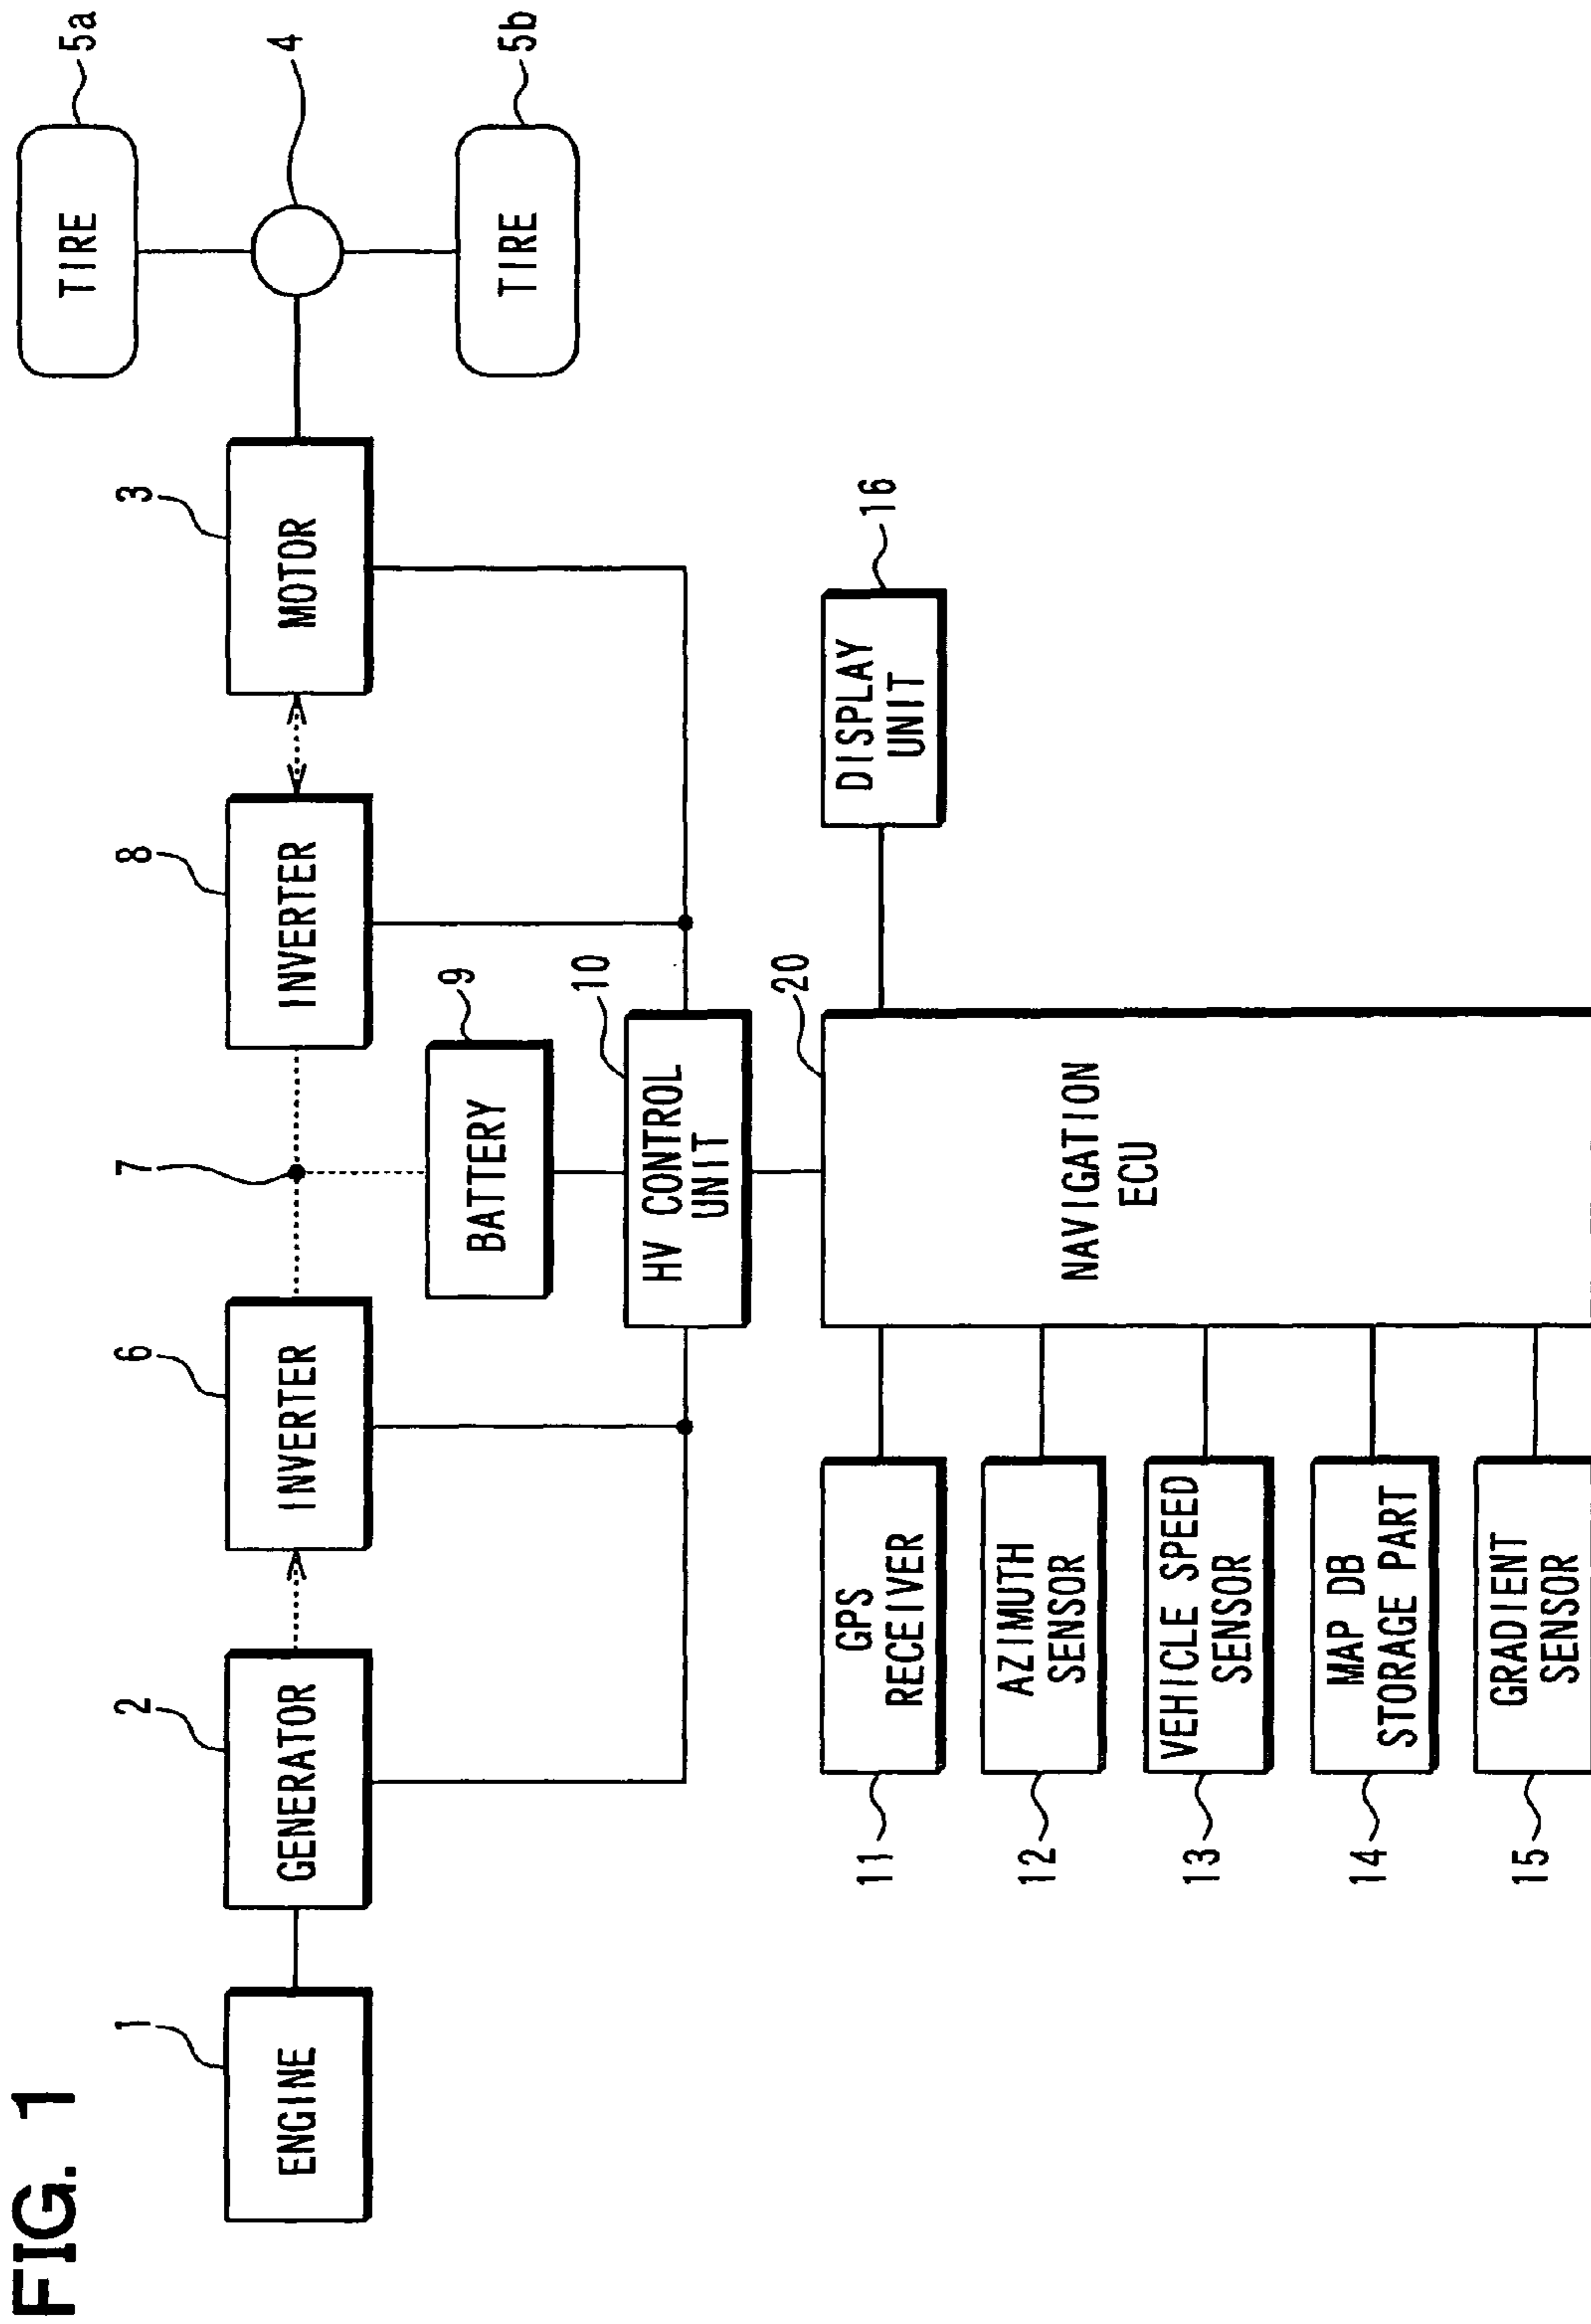 FIG. 1
1
2
6
7
8
3
5a
TIRE
4
TIRE
5b
ENGINE
GENERATOR
INVERTER
INVERTER
MOTOR
9
BATTERY
10
HV CONTROL
UNIT
20
NAVIGATION
ECU
16
DISPLAY
UNIT
11
GPS
RECEIVER
12
AZIMUTH
SENSOR
13
VEHICLE SPEED
SENSOR
14
MAP DB
STORAGE PART
15
GRADIENT
SENSOR